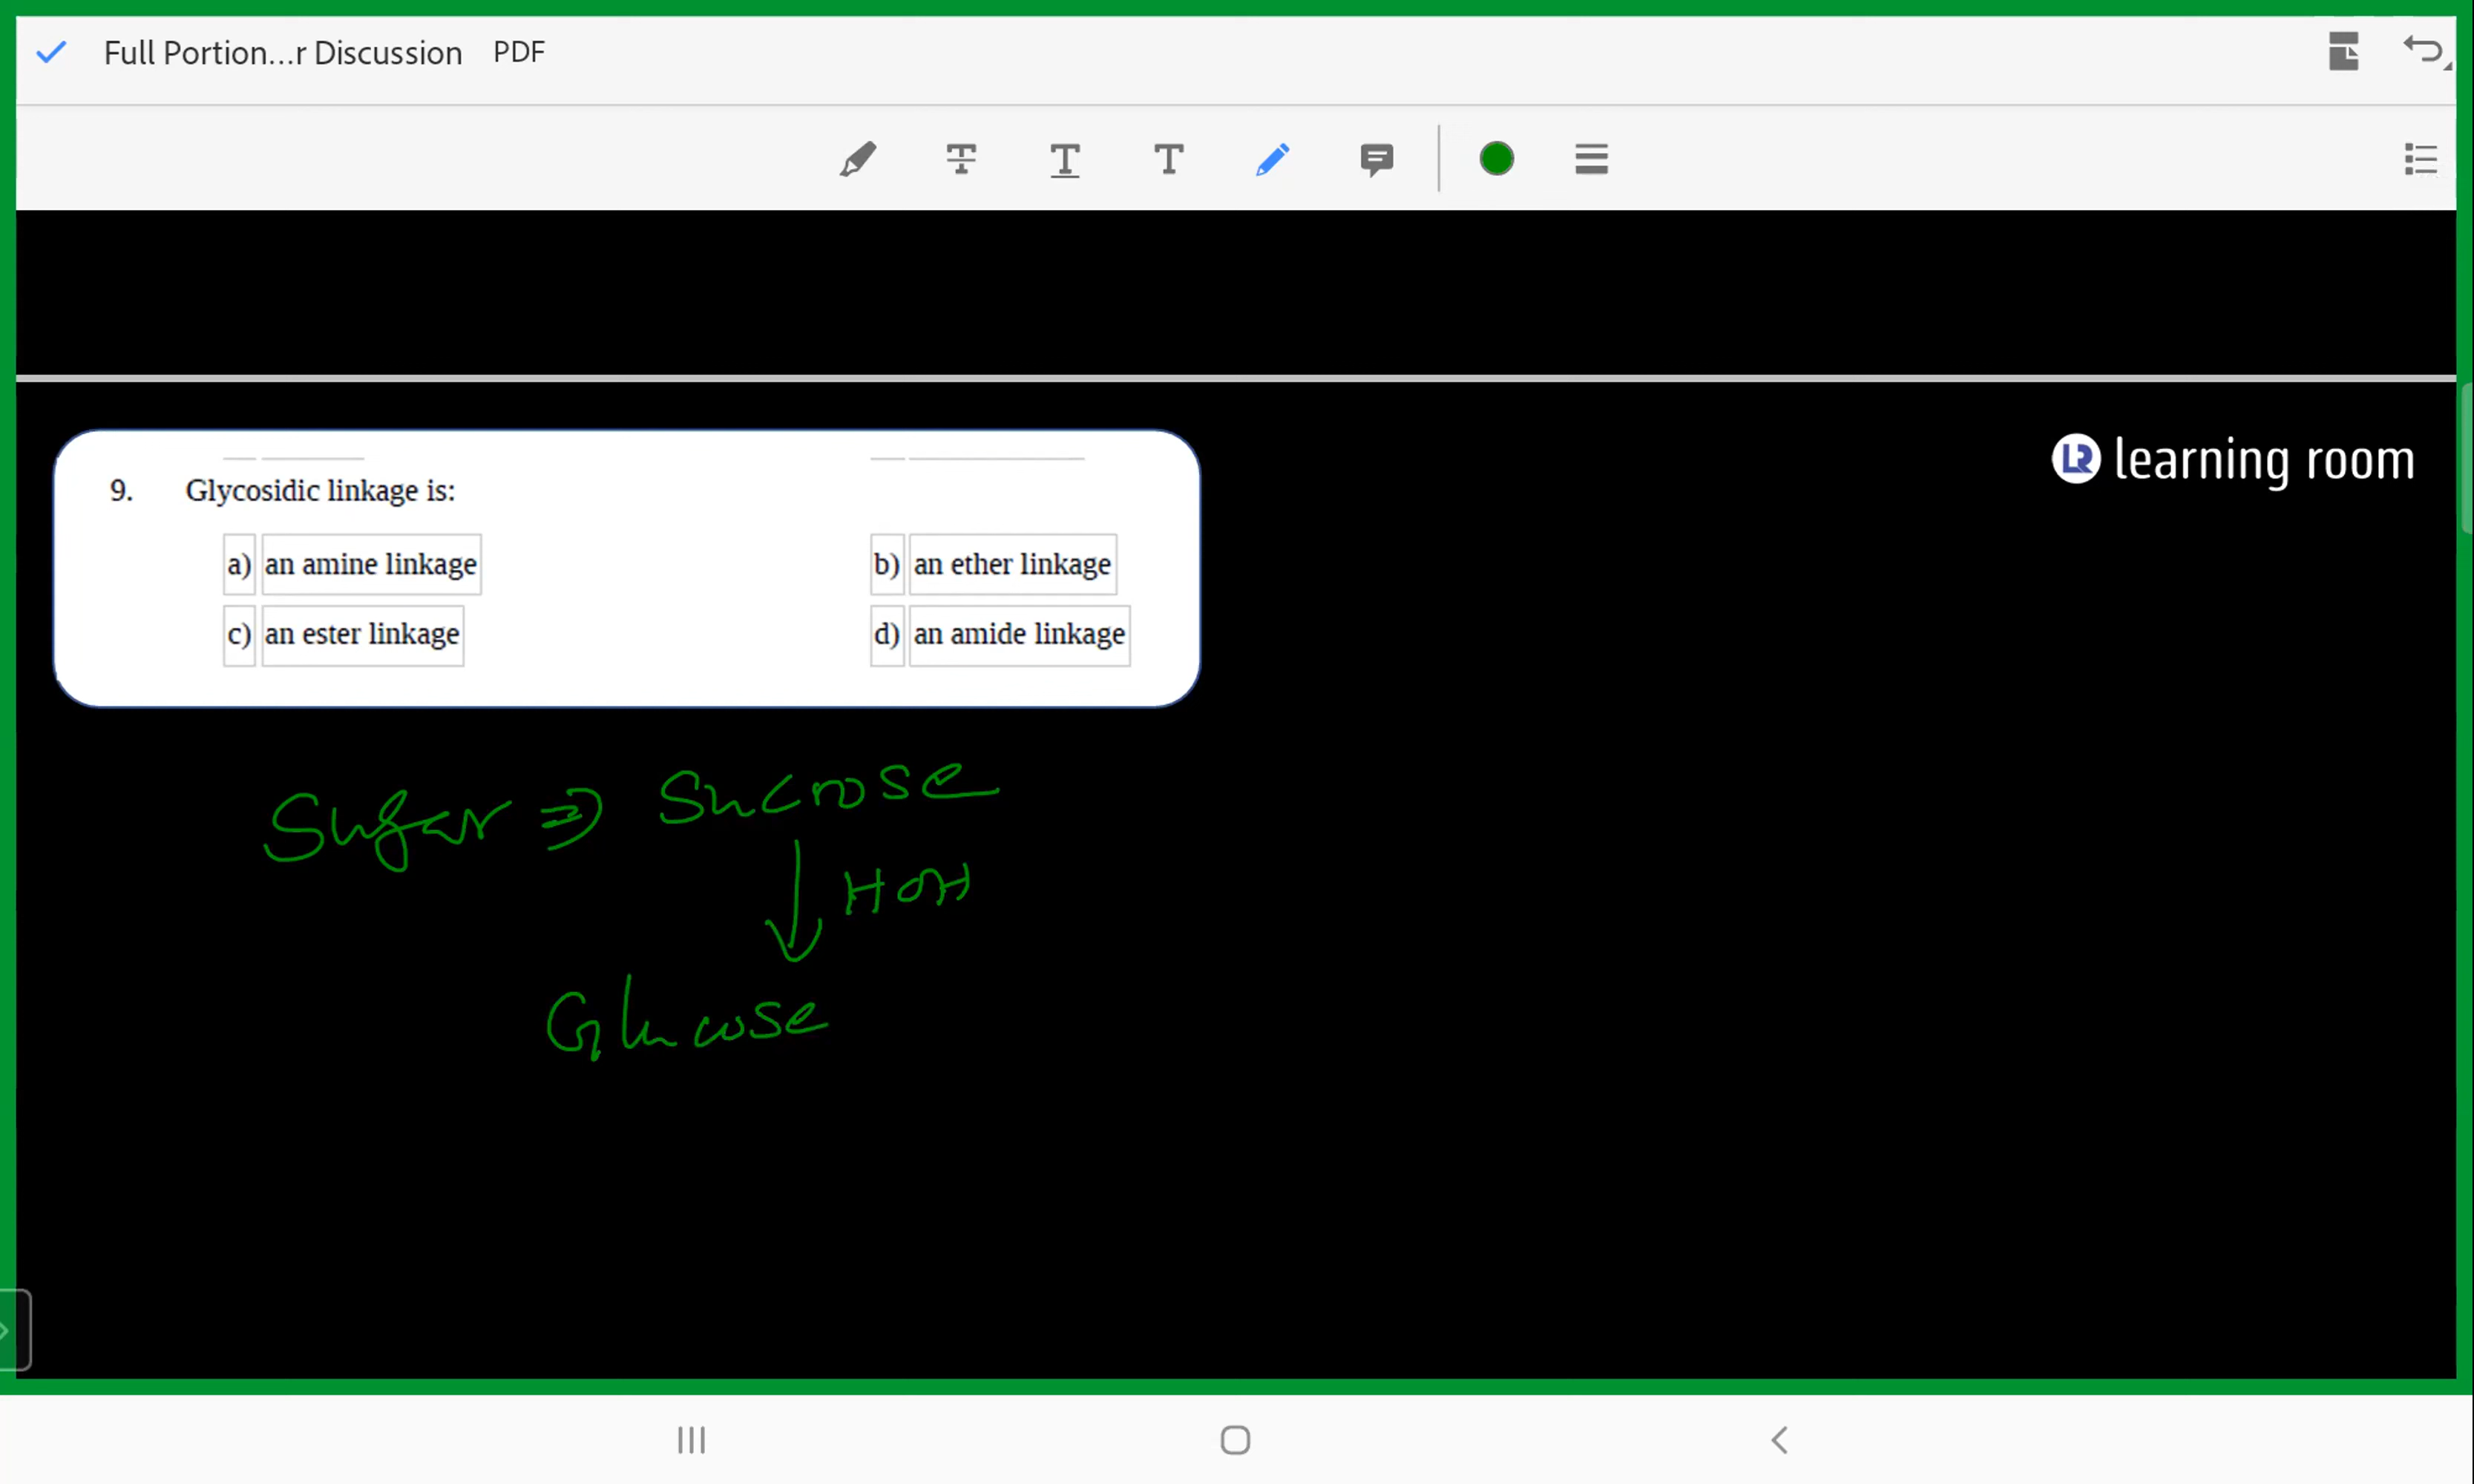 Full Portion...r Discussion PDF
learning room
9. Glycosidic linkage is:
a) an amine linkage b) an ether linkage
c) an ester linkage d) an amide linkage
Sugar ⇒ Sucrose
↓ HOH
Glucose